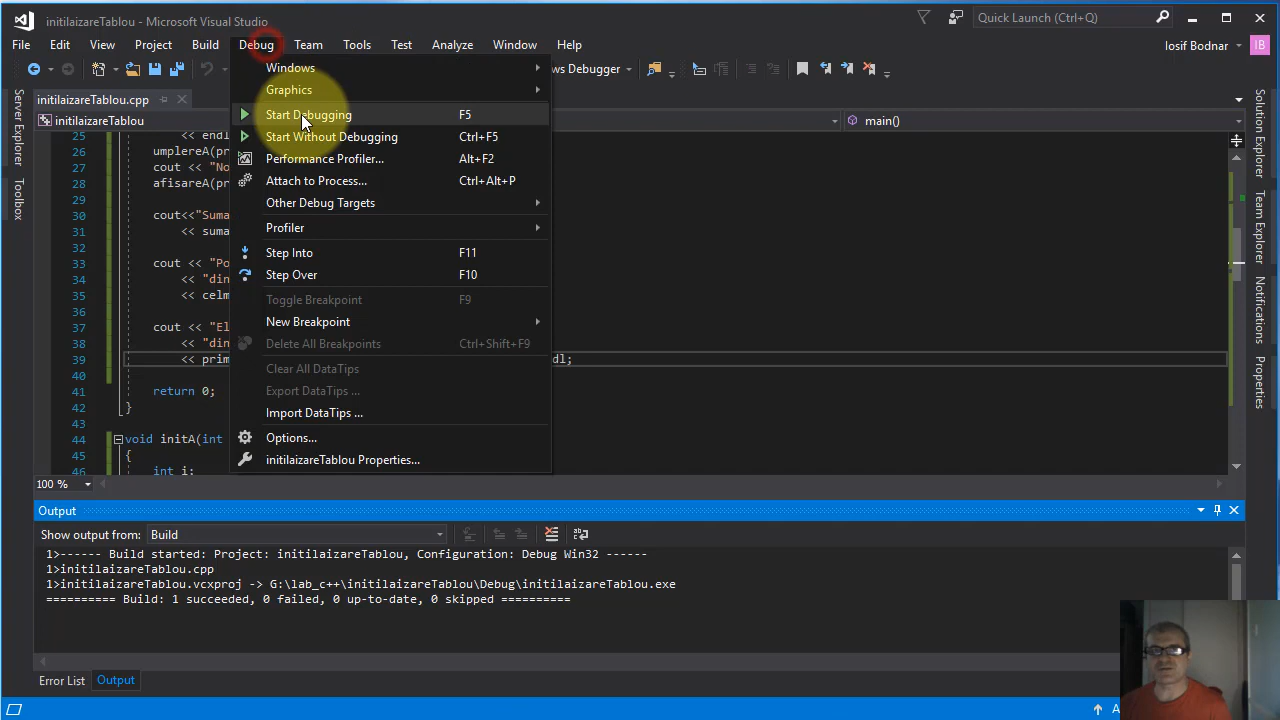 initilaizareTablou - Microsoft Visual Studio
Quick Launch (Ctrl+Q)
File Edit View Project Build Debug Team Tools Test Analyze Window Help
Iosif Bodnar
IB
Windows Debugger
initilaizareTablou.cpp
initilaizareTablou
main()
Windows
Graphics
Start Debugging F5
Start Without Debugging Ctrl+F5
Performance Profiler... Alt+F2
Attach to Process... Ctrl+Alt+P
Other Debug Targets
Profiler
Step Into F11
Step Over F10
Toggle Breakpoint F9
New Breakpoint
Delete All Breakpoints Ctrl+Shift+F9
Clear All DataTips
Export DataTips ...
Import DataTips ...
Options...
initilaizareTablou Properties...
25 << endl
26 umplereA(pr
27 cout << "No
28 afisareA(pr
29
30 cout<<"Suma
31 << suma
32
33 cout << "Po
34 << "din
35 << celm
36
37 cout << "El
38 << "din
39 << prim dl;
40
41 return 0;
42 }
43
44 void initA(int
45 {
46 int i;
100 %
Server Explorer
Toolbox
Solution Explorer
Team Explorer
Notifications
Properties
Output
Show output from: Build
1>------ Build started: Project: initilaizareTablou, Configuration: Debug Win32 ------
1>initilaizareTablou.cpp
1>initilaizareTablou.vcxproj -> G:\lab_c++\initilaizareTablou\Debug\initilaizareTablou.exe
========== Build: 1 succeeded, 0 failed, 0 up-to-date, 0 skipped ==========
Error List Output